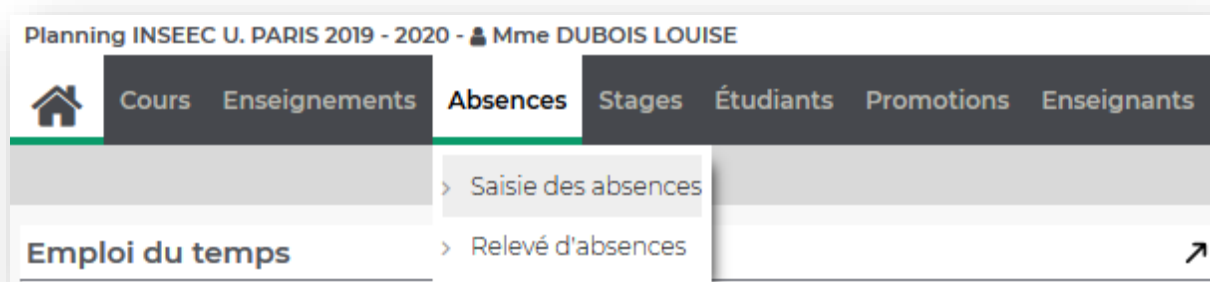 Planning INSEEC U. PARIS 2019 - 2020 - Mme DUBOIS LOUISE
Cours Enseignements Absences Stages Étudiants Promotions Enseignants
> Saisie des absences
Emploi du temps > Relevé d'absences